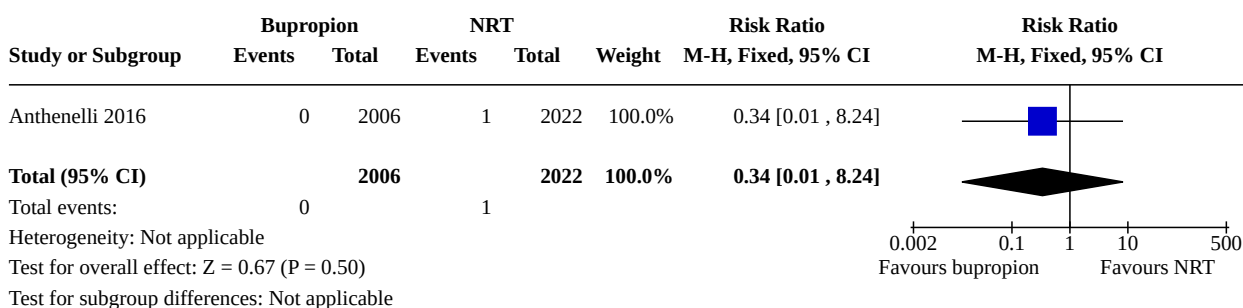 Bupropion NRT Risk Ratio Risk Ratio
Study or Subgroup Events Total Events Total Weight M-H, Fixed, 95% CI M-H, Fixed, 95% CI
Anthenelli 2016 0 2006 1 2022 100.0% 0.34 [0.01 , 8.24]
Total (95% CI) 2006 2022 100.0% 0.34 [0.01 , 8.24]
Total events: 0 1
Heterogeneity: Not applicable
0.002 0.1 1 10 500
Test for overall effect: Z = 0.67 (P = 0.50) Favours bupropion Favours NRT
Test for subgroup differences: Not applicable